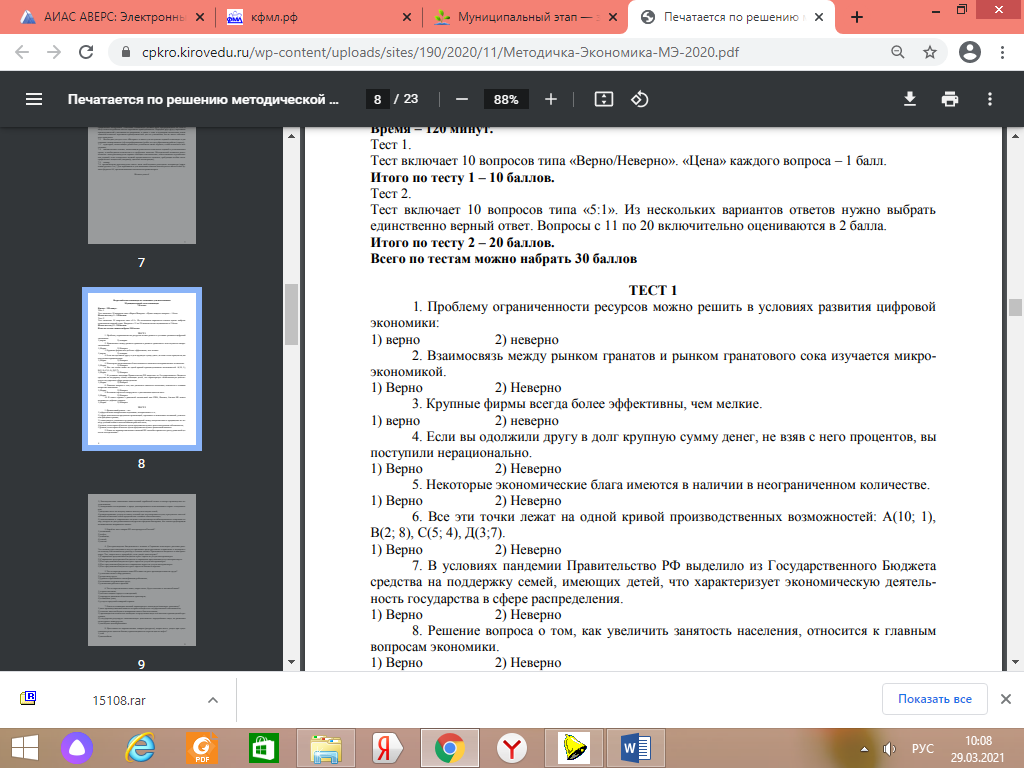 АИАС АВЕРС: Электронны
кфмл.рф
Муниципальный этап —
Печатается по решению
cpkro.kirovedu.ru/wp-content/uploads/sites/190/2020/11/Методичка-Экономика-МЭ-2020.pdf
Печатается по решению методической ...
8 / 23
88%
7
8
9
Время – 120 минут.
Тест 1.
Тест включает 10 вопросов типа «Верно/Неверно». «Цена» каждого вопроса – 1 балл.
Итого по тесту 1 – 10 баллов.
Тест 2.
Тест включает 10 вопросов типа «5:1». Из нескольких вариантов ответов нужно выбрать
единственно верный ответ. Вопросы с 11 по 20 включительно оцениваются в 2 балла.
Итого по тесту 2 – 20 баллов.
Всего по тестам можно набрать 30 баллов
ТЕСТ 1
1. Проблему ограниченности ресурсов можно решить в условиях развития цифровой
экономики:
1) верно 2) неверно
2. Взаимосвязь между рынком гранатов и рынком гранатового сока изучается микро-
экономикой.
1) Верно 2) Неверно
3. Крупные фирмы всегда более эффективны, чем мелкие.
1) верно 2) неверно
4. Если вы одолжили другу в долг крупную сумму денег, не взяв с него процентов, вы
поступили нерационально.
1) Верно 2) Неверно
5. Некоторые экономические блага имеются в наличии в неограниченном количестве.
1) Верно 2) Неверно
6. Все эти точки лежат на одной кривой производственных возможностей: А(10; 1),
В(2; 8), С(5; 4), Д(3;7).
1) Верно 2) Неверно
7. В условиях пандемии Правительство РФ выделило из Государственного Бюджета
средства на поддержку семей, имеющих детей, что характеризует экономическую деятель-
ность государства в сфере распределения.
1) Верно 2) Неверно
8. Решение вопроса о том, как увеличить занятость населения, относится к главным
вопросам экономики.
1) Верно 2) Неверно
15108.rar
Показать все
РУС
10:08
29.03.2021